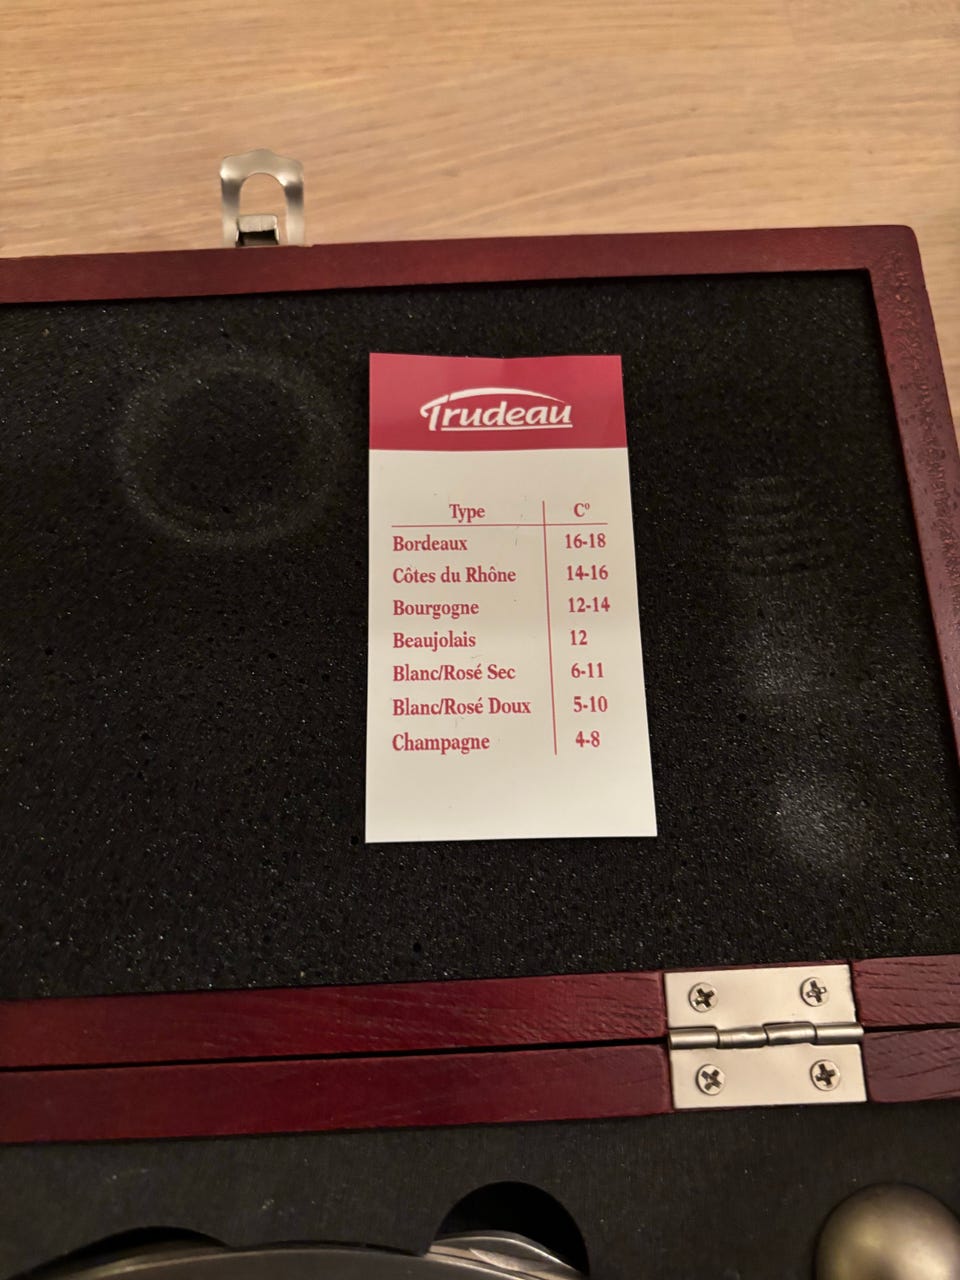 Trudeau
Type C°
Bordeaux 16-18
Côtes du Rhône 14-16
Bourgogne 12-14
Beaujolais 12
Blanc/Rosé Sec 6-11
Blanc/Rosé Doux 5-10
Champagne 4-8